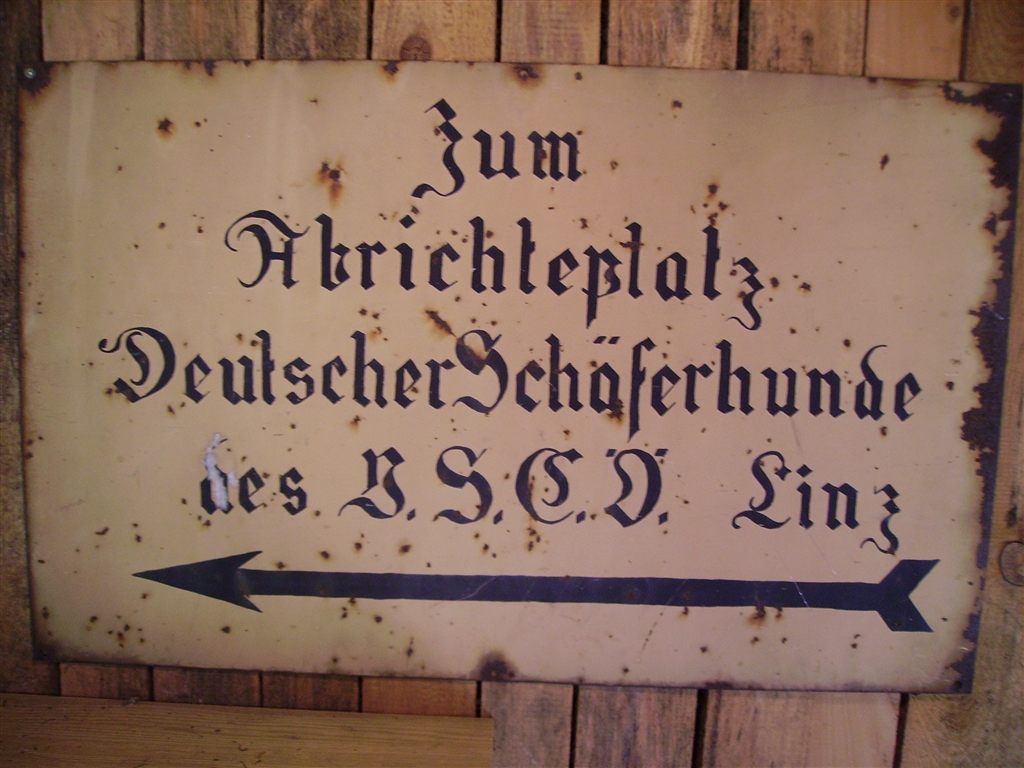 Zum
Abrichteplatz
Deutscher Schäferhunde
des V.S.C.Ö. Linz